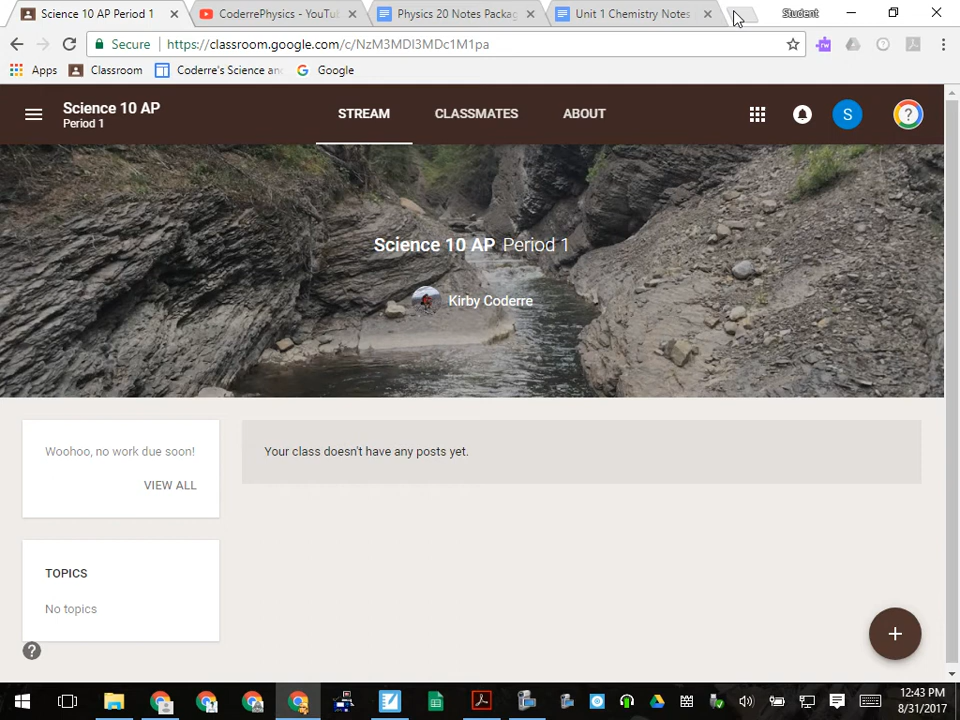 Science 10 AP Period 1
CoderrePhysics - YouTu
Physics 20 Notes Packag
Unit 1 Chemistry Notes
Student
Secure
https://classroom.google.com/c/NzM3MDI3MDc1M1pa
rw
Apps
Classroom
Coderre's Science and
Google
Science 10 AP
Period 1
STREAM
CLASSMATES
ABOUT
S
?
Science 10 AP Period 1
Kirby Coderre
Woohoo, no work due soon!
VIEW ALL
Your class doesn't have any posts yet.
TOPICS
No topics
?
+
12:43 PM
8/31/2017